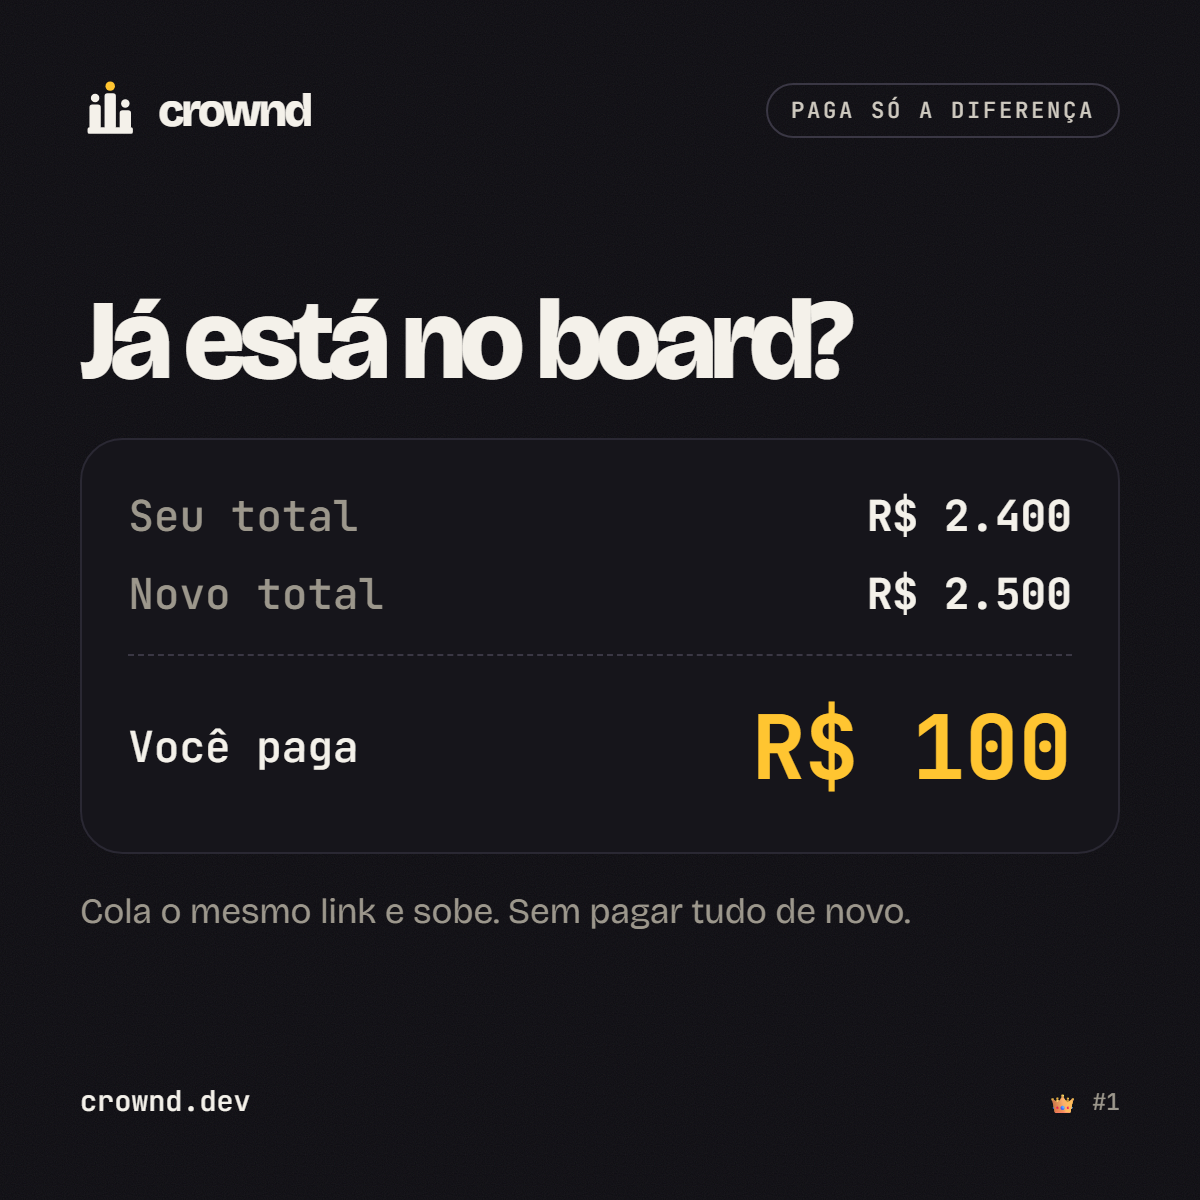 crownd
PAGA SÓ A DIFERENÇA
Já está no board?
Seu total R$ 2.400
Novo total R$ 2.500
Você paga R$ 100
Cola o mesmo link e sobe. Sem pagar tudo de novo.
crownd.dev
#1